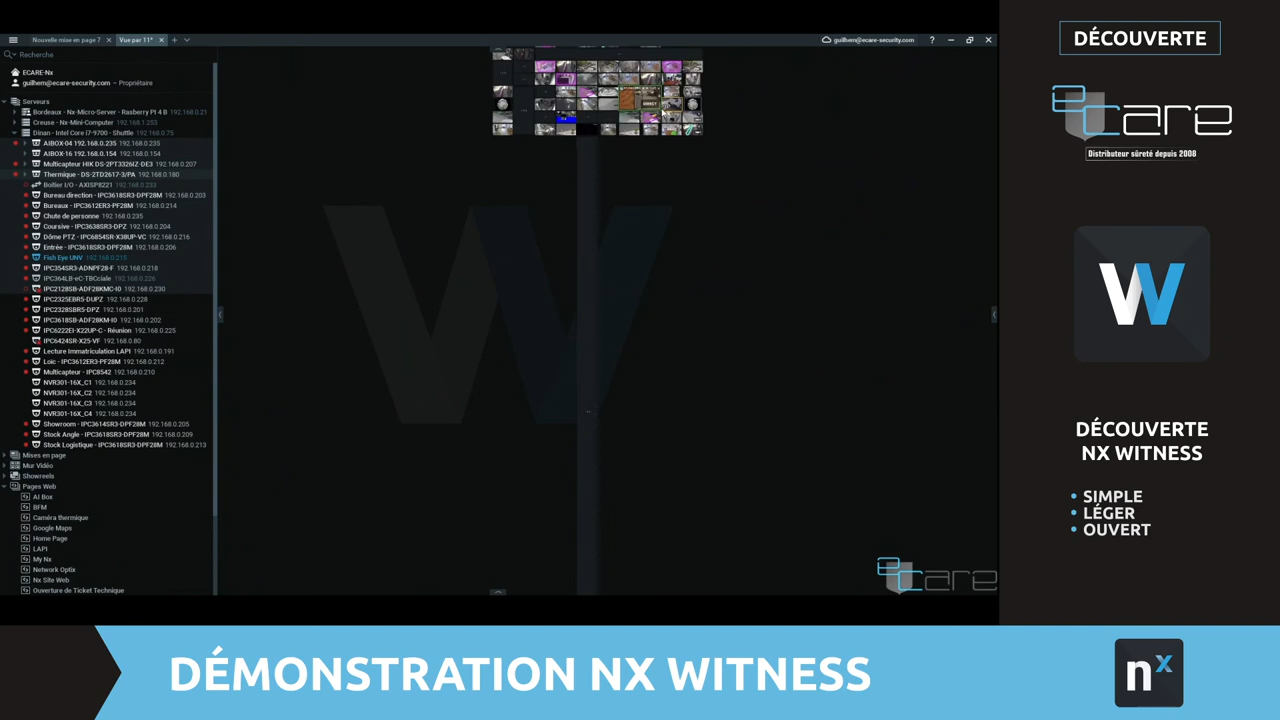 Nouvelle mise en page 7
Vue par 11*
guilhem@ecare-security.com
?
Recherche
ECARE-Nx
guilhem@ecare-security.com – Propriétaire
Serveurs
Bordeaux - Nx-Micro-Server - Rasberry PI 4 B 192.168.0.21
Creuse - Nx-Mini-Computer 192.168.1.253
Dinan - Intel Core i7-9700 - Shuttle 192.168.0.75
AIBOX-04 192.168.0.235 192.168.0.235
AIBOX-16 192.168.0.154 192.168.0.154
Multicapteur HIK DS-2PT3326IZ-DE3 192.168.0.207
Thermique - DS-2TD2617-3/PA 192.168.0.180
Boîtier I/O - AXISP8221 192.168.0.233
Bureau direction - IPC3618SR3-DPF28M 192.168.0.203
Bureaux - IPC3612ER3-PF28M 192.168.0.214
Chute de personne 192.168.0.235
Coursive - IPC3638SR3-DPZ 192.168.0.204
Dôme PTZ - IPC6854SR-X38UP-VC 192.168.0.216
Entrée - IPC3618SR3-DPF28M 192.168.0.206
Fish Eye UNV 192.168.0.215
IPC354SR3-ADNPF28-F 192.168.0.218
IPC364LB-eC-TBCciale 192.168.0.226
IPC2128SB-ADF28KMC-I0 192.168.0.230
IPC2325EBR5-DUPZ 192.168.0.228
IPC2328SBR5-DPZ 192.168.0.201
IPC3618SB-ADF28KM-I0 192.168.0.202
IPC6222EI-X22UP-C - Réunion 192.168.0.225
IPC6424SR-X25-VF 192.168.0.80
Lecture Immatriculation LAPI 192.168.0.191
Loic - IPC3612ER3-PF28M 192.168.0.212
Multicapteur - IPC8542 192.168.0.210
NVR301-16X_C1 192.168.0.234
NVR301-16X_C2 192.168.0.234
NVR301-16X_C3 192.168.0.234
NVR301-16X_C4 192.168.0.234
Showroom - IPC3614SR3-DPF28M 192.168.0.205
Stock Angle - IPC3618SR3-DPF28M 192.168.0.209
Stock Logistique - IPC3618SR3-DPF28M 192.168.0.213
Mises en page
Mur Vidéo
Showreels
Pages Web
AI Box
BFM
Caméra thermique
Google Maps
Home Page
LAPI
My Nx
Network Optix
Nx Site Web
Ouverture de Ticket Technique
ecare
DÉCOUVERTE
ecare
Distributeur sûreté depuis 2008
W
DÉCOUVERTE
NX WITNESS
• SIMPLE
• LÉGER
• OUVERT
DÉMONSTRATION NX WITNESS
nx